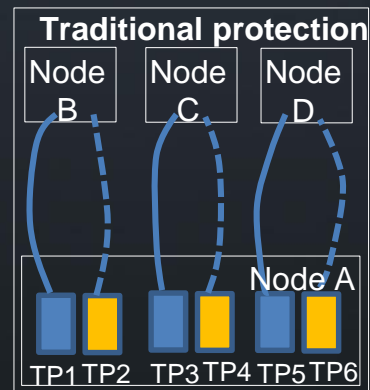 Traditional protection
Node Node Node
B C D
Node A
TP1 TP2 TP3 TP4 TP5 TP6